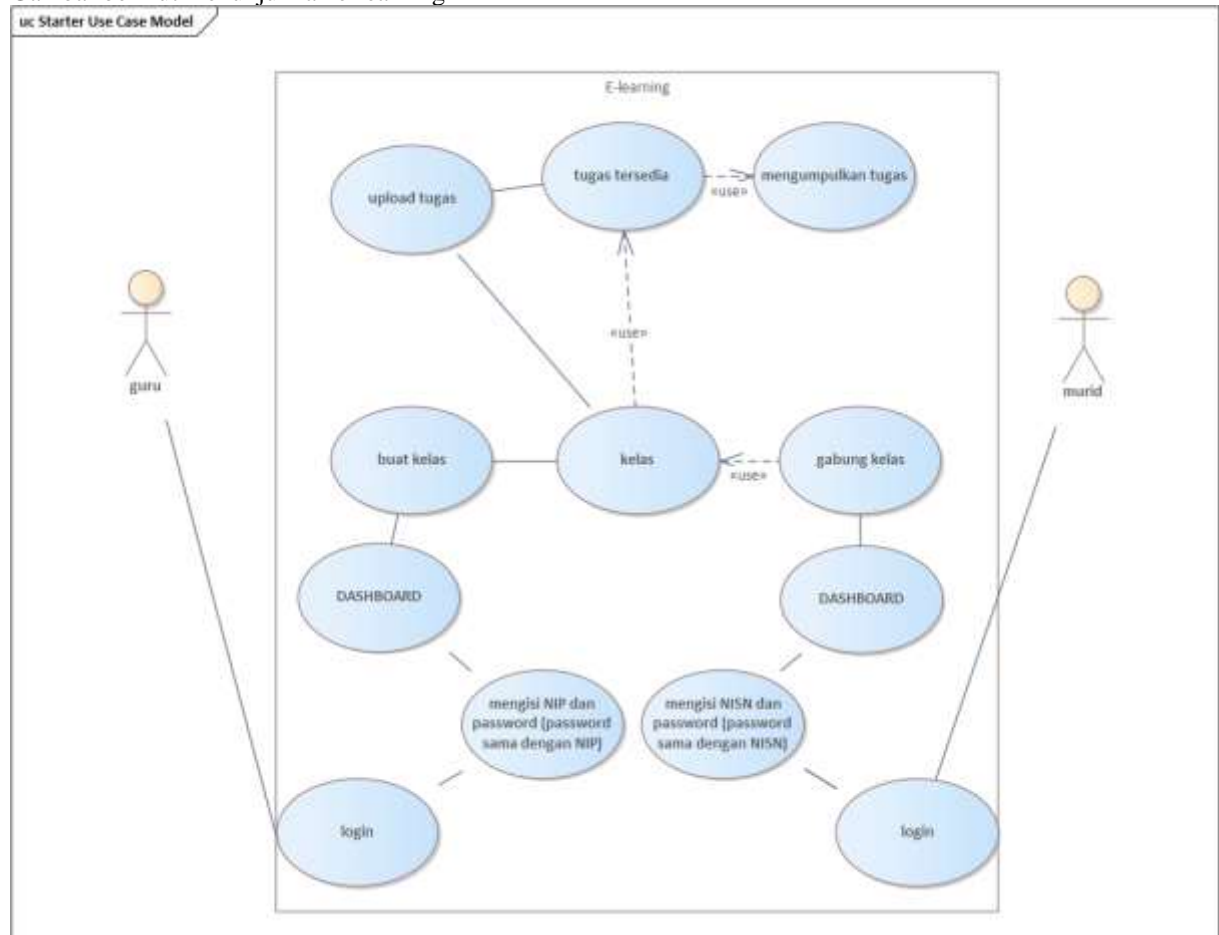 uc Starter Use Case Model
E-learning
tugas tersedia
mengumpulkan tugas
«use»
upload tugas
«use»
guru
murid
buat kelas
kelas
gabung kelas
«use»
DASHBOARD
DASHBOARD
mengisi NIP dan
password (password
sama dengan NIP)
mengisi NISN dan
password (password
sama dengan NISN)
login
login